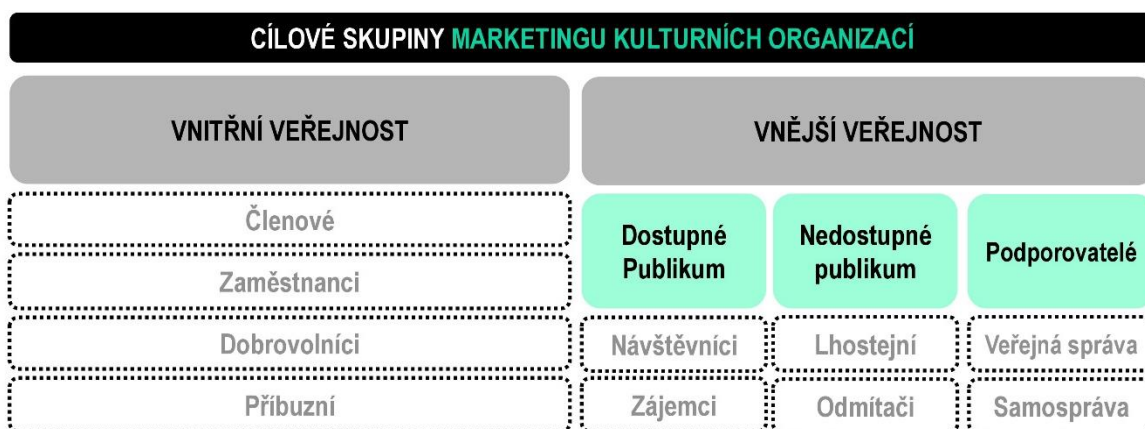 CÍLOVÉ SKUPINY MARKETINGU KULTURNÍCH ORGANIZACÍ
VNITŘNÍ VEŘEJNOST
Členové
Zaměstnanci
Dobrovolníci
Příbuzní
VNĚJŠÍ VEŘEJNOST
Dostupné
Publikum
Návštěvníci
Zájemci
Nedostupné
publikum
Lhostejní
Odmítači
Podporovatelé
Veřejná správa
Samospráva